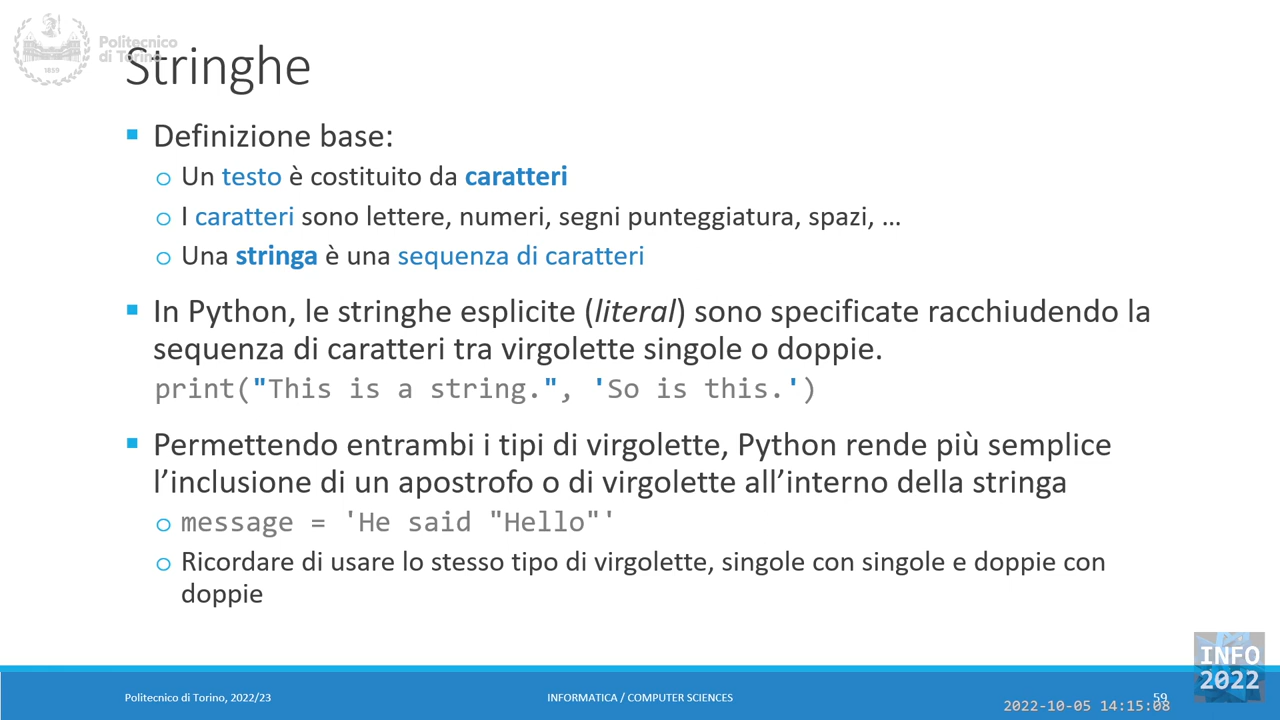 Politecnico
di Torino
1859
Stringhe
Definizione base:
Un testo è costituito da caratteri
I caratteri sono lettere, numeri, segni punteggiatura, spazi, …
Una stringa è una sequenza di caratteri
In Python, le stringhe esplicite (literal) sono specificate racchiudendo la
sequenza di caratteri tra virgolette singole o doppie.
print("This is a string.", 'So is this.')
Permettendo entrambi i tipi di virgolette, Python rende più semplice
l’inclusione di un apostrofo o di virgolette all’interno della stringa
message = 'He said "Hello"'
Ricordare di usare lo stesso tipo di virgolette, singole con singole e doppie con
doppie
Politecnico di Torino, 2022/23
INFORMATICA / COMPUTER SCIENCES
59
INFO
2022
2022-10-05 14:15:08